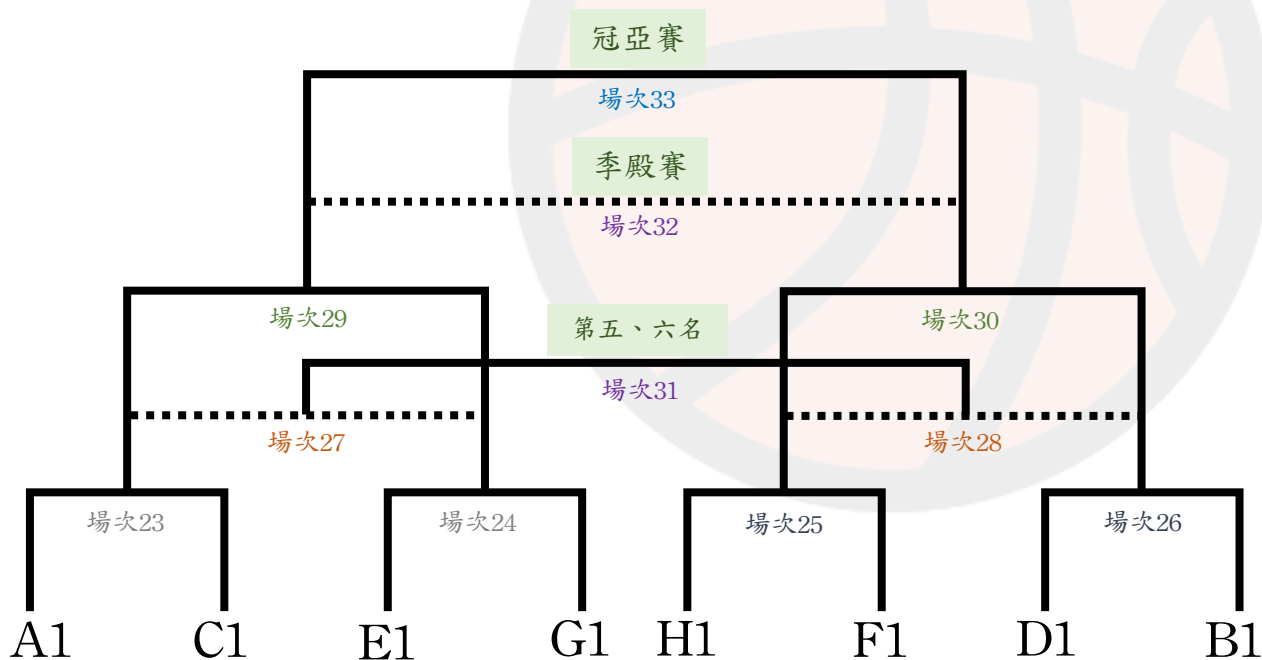 冠亞賽
場次33
季殿賽
場次32
場次29
第五、六名
場次30
場次31
場次27
場次28
場次23
場次24
場次25
場次26
A1
C1
E1
G1
H1
F1
D1
B1